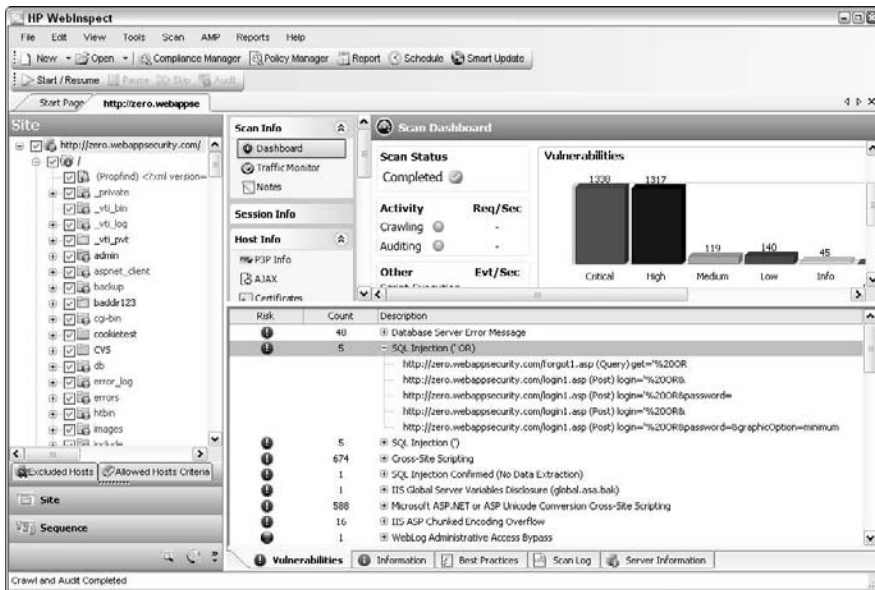 HP WebInspect
File Edit View Tools Scan AMP Reports Help
New Open Compliance Manager Policy Manager Report Schedule Smart Update
Start / Resume Pause Skip Audit
Start Page http://zero.webappse
Site
http://zero.webappsecurity.com/
/
(Propfind) <?xml version=
_private
_vti_bin
_vti_log
_vti_pvt
admin
aspnet_client
backup
baddr123
cgi-bin
cookietest
CVS
db
error_log
errors
htbin
images
include
Excluded Hosts Allowed Hosts Criteria
Site
Sequence
Scan Info
Dashboard
Traffic Monitor
Notes
Session Info
Host Info
P3P Info
AJAX
Certificates
Scan Dashboard
Scan Status
Completed
Activity Req/Sec
Crawling -
Auditing -
Other Evt/Sec
Script Execution
Vulnerabilities
1338 1317 119 140 45
Critical High Medium Low Info
Risk Count Description
48 Database Server Error Message
5 SQL Injection (' OR)
http://zero.webappsecurity.com/forgot1.asp (Query) get='%20OR
http://zero.webappsecurity.com/login1.asp (Post) login='%20OR&
http://zero.webappsecurity.com/login1.asp (Post) login='%20OR&password=
http://zero.webappsecurity.com/login1.asp (Post) login='%20OR&
http://zero.webappsecurity.com/login1.asp (Post) login='%20OR&password=&graphicOption=minimum
5 SQL Injection (')
674 Cross-Site Scripting
1 SQL Injection Confirmed (No Data Extraction)
1 IIS Global Server Variables Disclosure (global.asa.bak)
588 Microsoft ASP.NET or ASP Unicode Conversion Cross-Site Scripting
16 IIS ASP Chunked Encoding Overflow
1 WebLog Administrative Access Bypass
Vulnerabilities Information Best Practices Scan Log Server Information
Crawl and Audit Completed